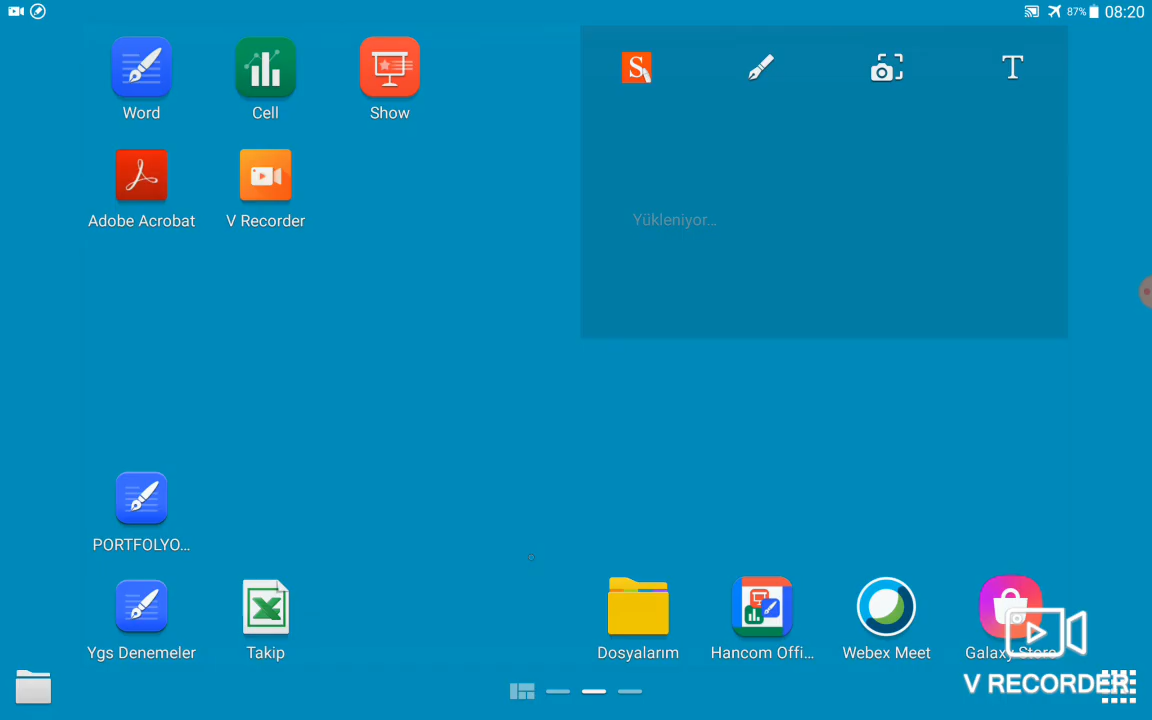 87% 08:20
S T
Word Cell Show
Adobe Acrobat V Recorder
Yükleniyor...
PORTFOLYO...
Ygs Denemeler Takip Dosyalarım Hancom Offi... Webex Meet Galaxy Store
V RECORDER